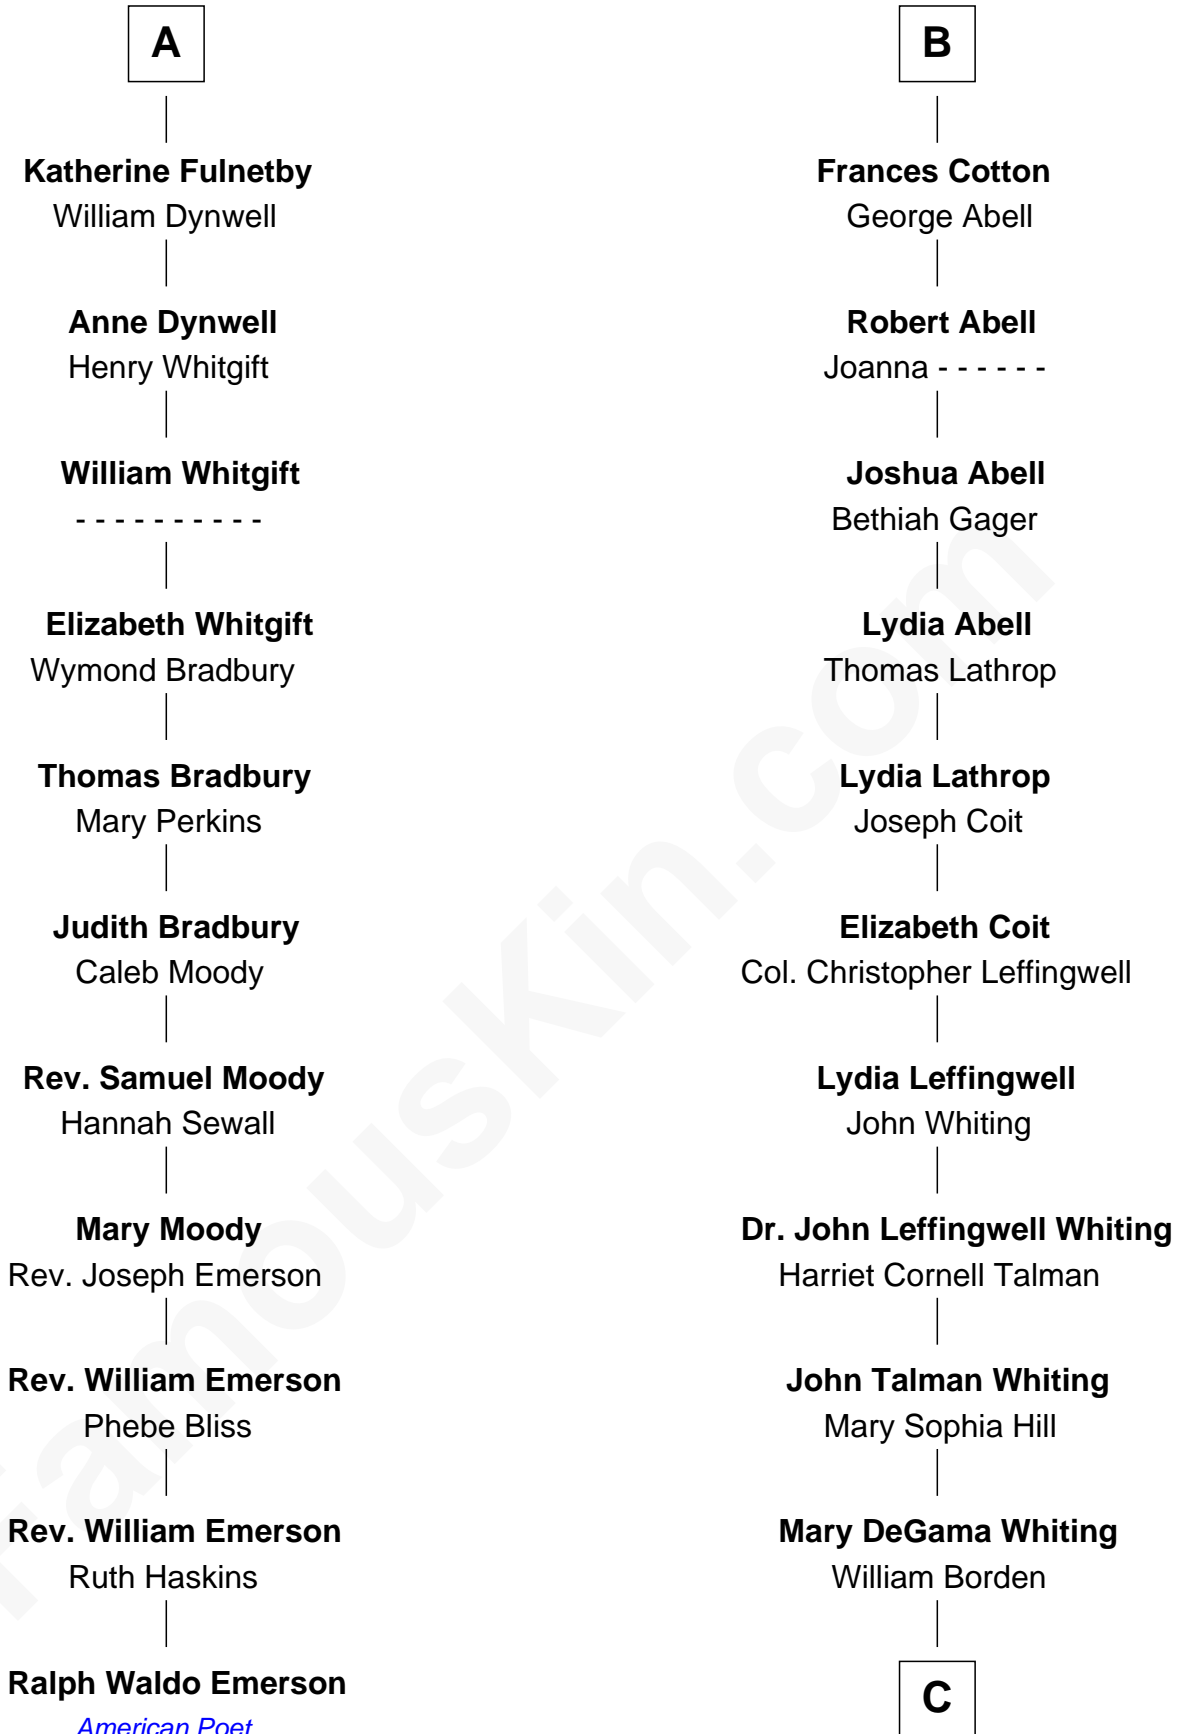 A
Katherine Fulnetby
William Dynwell
Anne Dynwell
Henry Whitgift
William Whitgift
- - - - - - - - - -
Elizabeth Whitgift
Wymond Bradbury
Thomas Bradbury
Mary Perkins
Judith Bradbury
Caleb Moody
Rev. Samuel Moody
Hannah Sewall
Mary Moody
Rev. Joseph Emerson
Rev. William Emerson
Phebe Bliss
Rev. William Emerson
Ruth Haskins
Ralph Waldo Emerson
American Poet
B
Frances Cotton
George Abell
Robert Abell
Joanna - - - - - -
Joshua Abell
Bethiah Gager
Lydia Abell
Thomas Lathrop
Lydia Lathrop
Joseph Coit
Elizabeth Coit
Col. Christopher Leffingwell
Lydia Leffingwell
John Whiting
Dr. John Leffingwell Whiting
Harriet Cornell Talman
John Talman Whiting
Mary Sophia Hill
Mary DeGama Whiting
William Borden
C
FamousKin.com